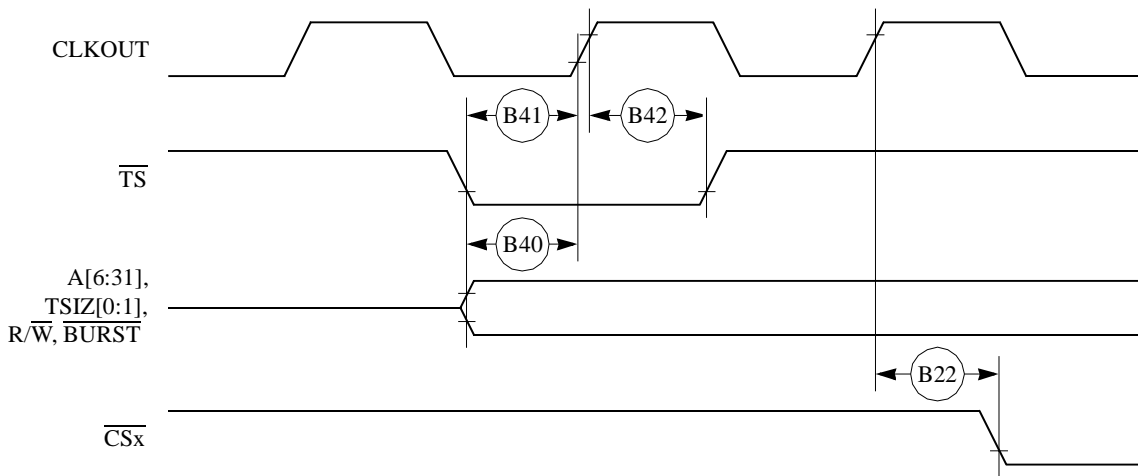 CLKOUT
B41
B42
TS
B40
A[6:31],
TSIZ[0:1],
R/W, BURST
B22
CSx